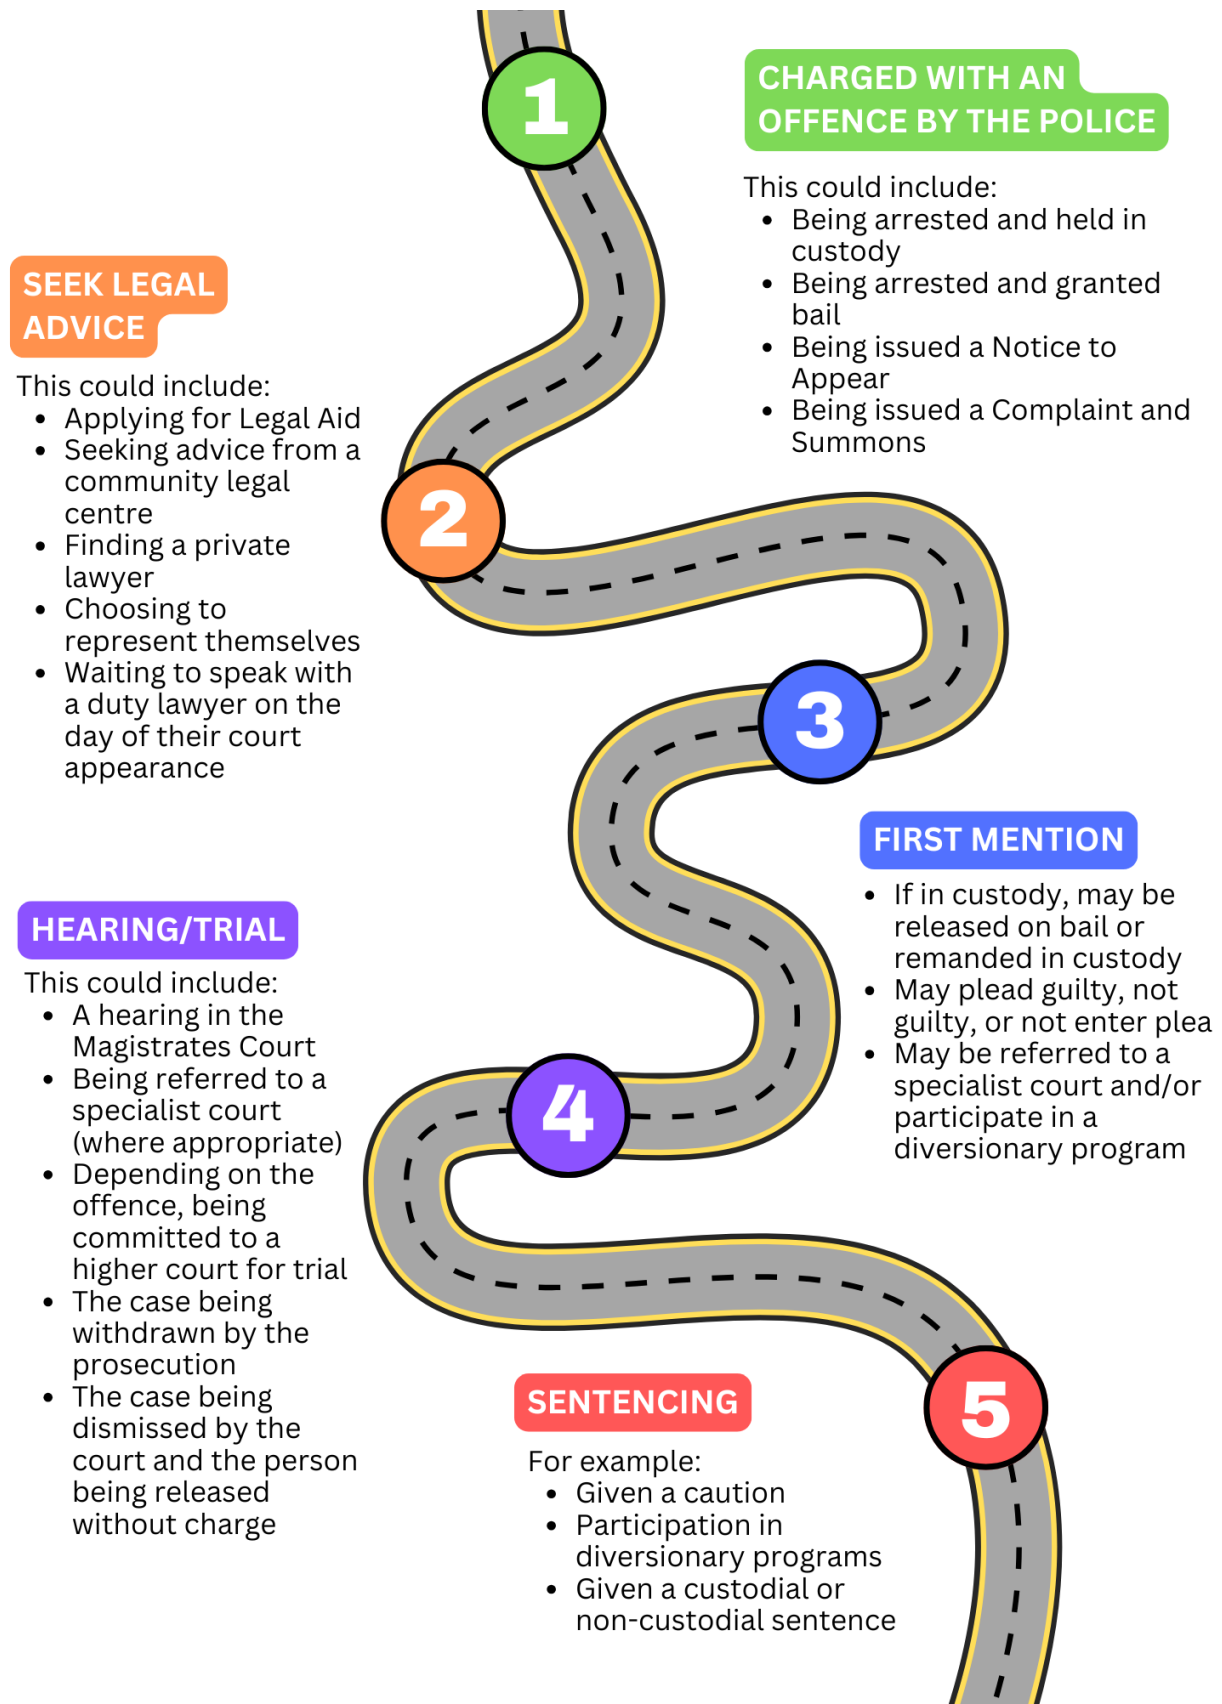 1
CHARGED WITH AN
OFFENCE BY THE POLICE
This could include:
• Being arrested and held in
custody
• Being arrested and granted
bail
• Being issued a Notice to
Appear
• Being issued a Complaint and
Summons
2
SEEK LEGAL
ADVICE
This could include:
• Applying for Legal Aid
• Seeking advice from a
community legal
centre
• Finding a private
lawyer
• Choosing to
represent themselves
• Waiting to speak with
a duty lawyer on the
day of their court
appearance
3
FIRST MENTION
• If in custody, may be
released on bail or
remanded in custody
• May plead guilty, not
guilty, or not enter plea
• May be referred to a
specialist court and/or
participate in a
diversionary program
4
HEARING/TRIAL
This could include:
• A hearing in the
Magistrates Court
• Being referred to a
specialist court
(where appropriate)
• Depending on the
offence, being
committed to a
higher court for trial
• The case being
withdrawn by the
prosecution
• The case being
dismissed by the
court and the person
being released
without charge
5
SENTENCING
For example:
• Given a caution
• Participation in
diversionary programs
• Given a custodial or
non-custodial sentence